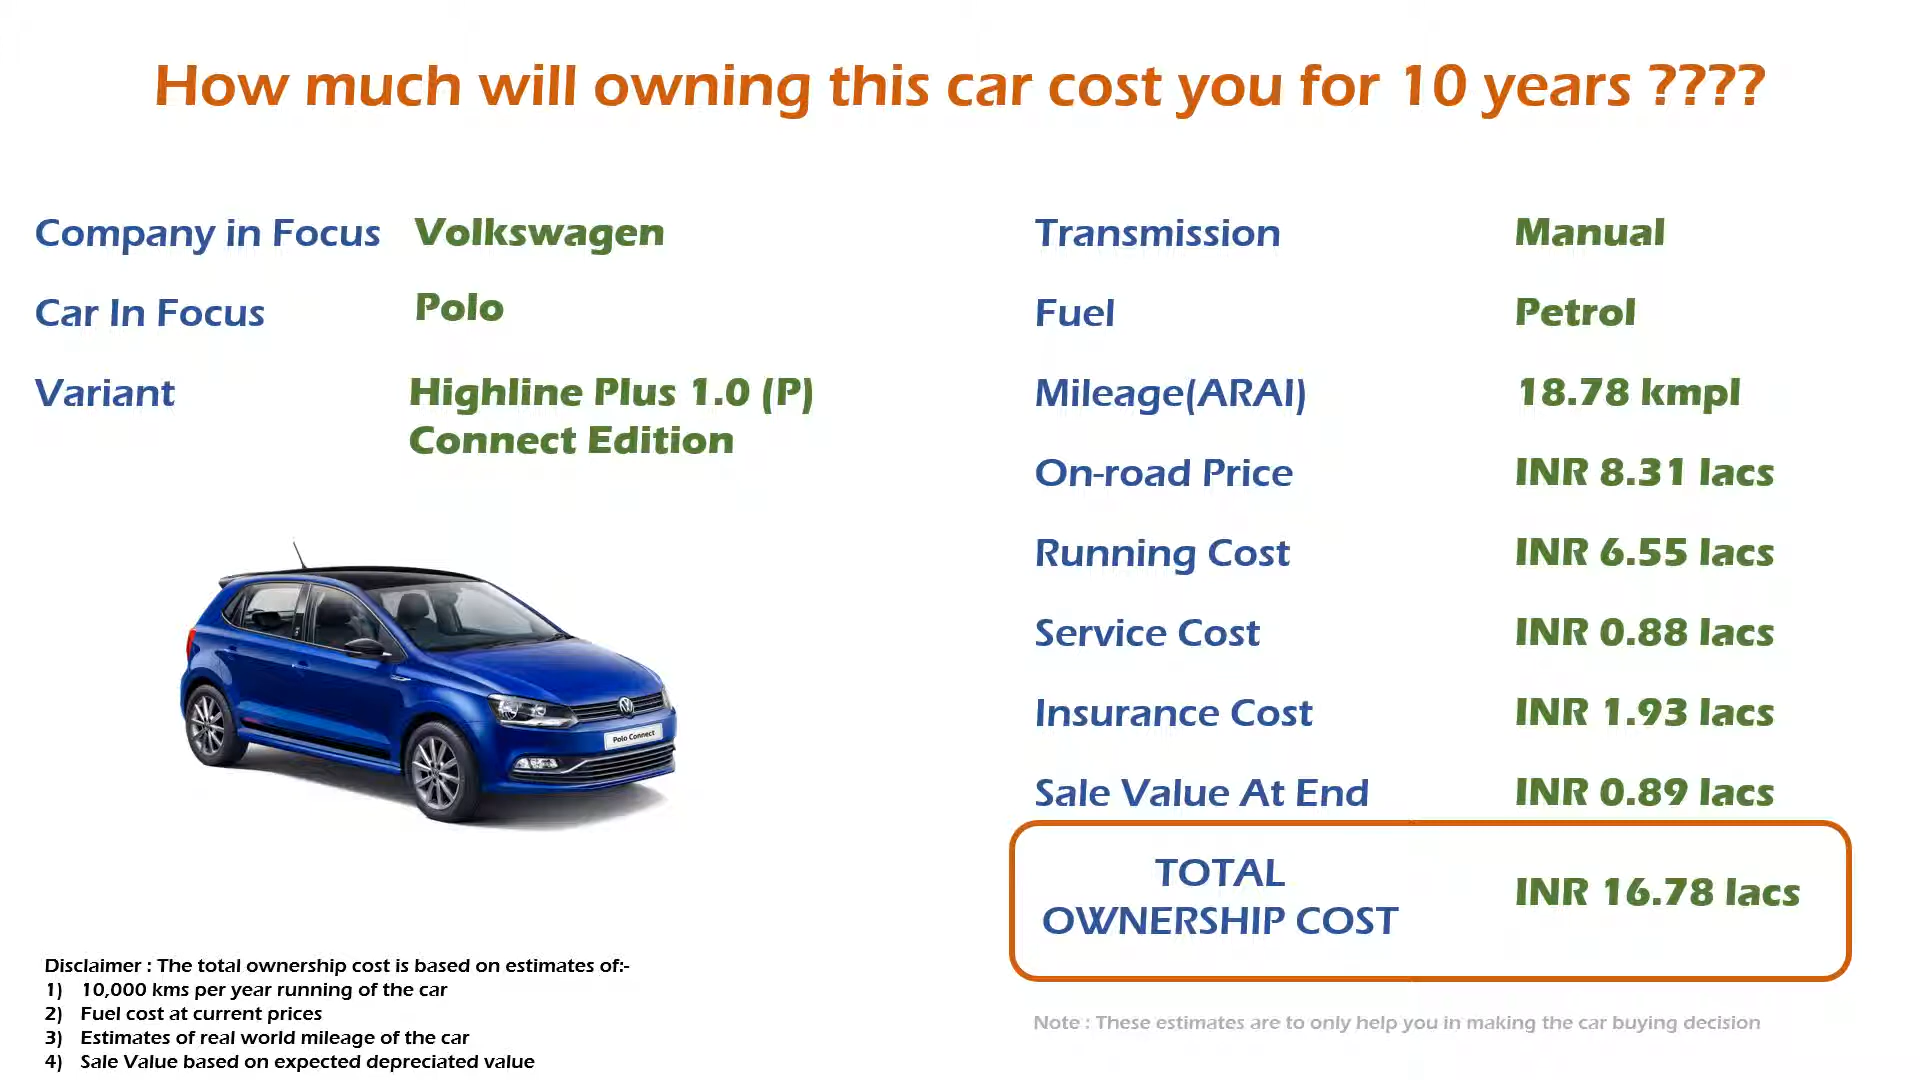 How much will owning this car cost you for 10 years ????
Company in Focus Volkswagen
Car In Focus Polo
Variant Highline Plus 1.0 (P)
Connect Edition
Polo Connect
Transmission Manual
Fuel Petrol
Mileage(ARAI) 18.78 kmpl
On-road Price INR 8.31 lacs
Running Cost INR 6.55 lacs
Service Cost INR 0.88 lacs
Insurance Cost INR 1.93 lacs
Sale Value At End INR 0.89 lacs
TOTAL
OWNERSHIP COST INR 16.78 lacs
Disclaimer : The total ownership cost is based on estimates of:-
1) 10,000 kms per year running of the car
2) Fuel cost at current prices
3) Estimates of real world mileage of the car
4) Sale Value based on expected depreciated value
Note : These estimates are to only help you in making the car buying decision